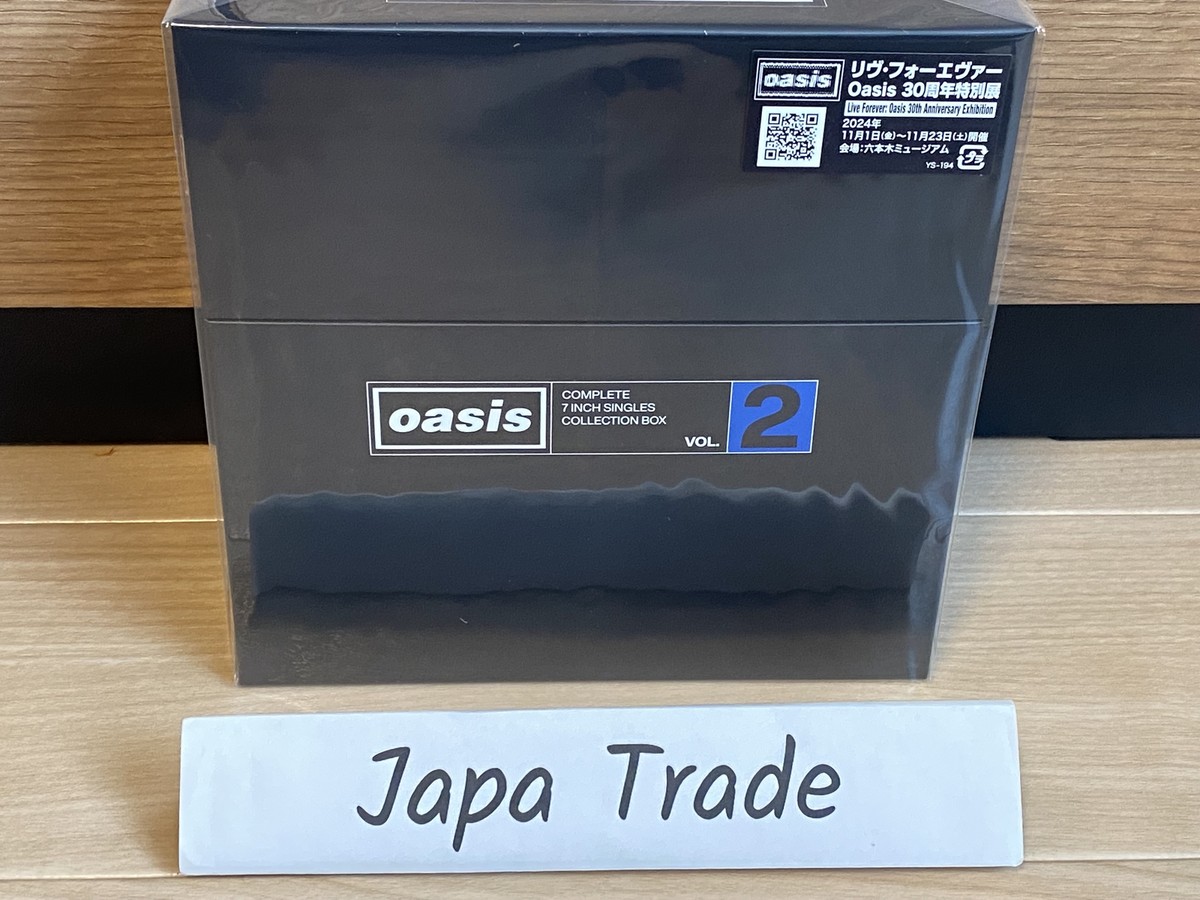 oasis
リヴ・フォーエヴァー
Oasis 30周年特別展
Live Forever: Oasis 30th Anniversary Exhibition
2024年
11月1日(金)〜11月23日(土)開催
会場：六本木ミュージアム
YS-194
プラ
oasis
COMPLETE
7 INCH SINGLES
COLLECTION BOX
VOL. 2
Japa Trade